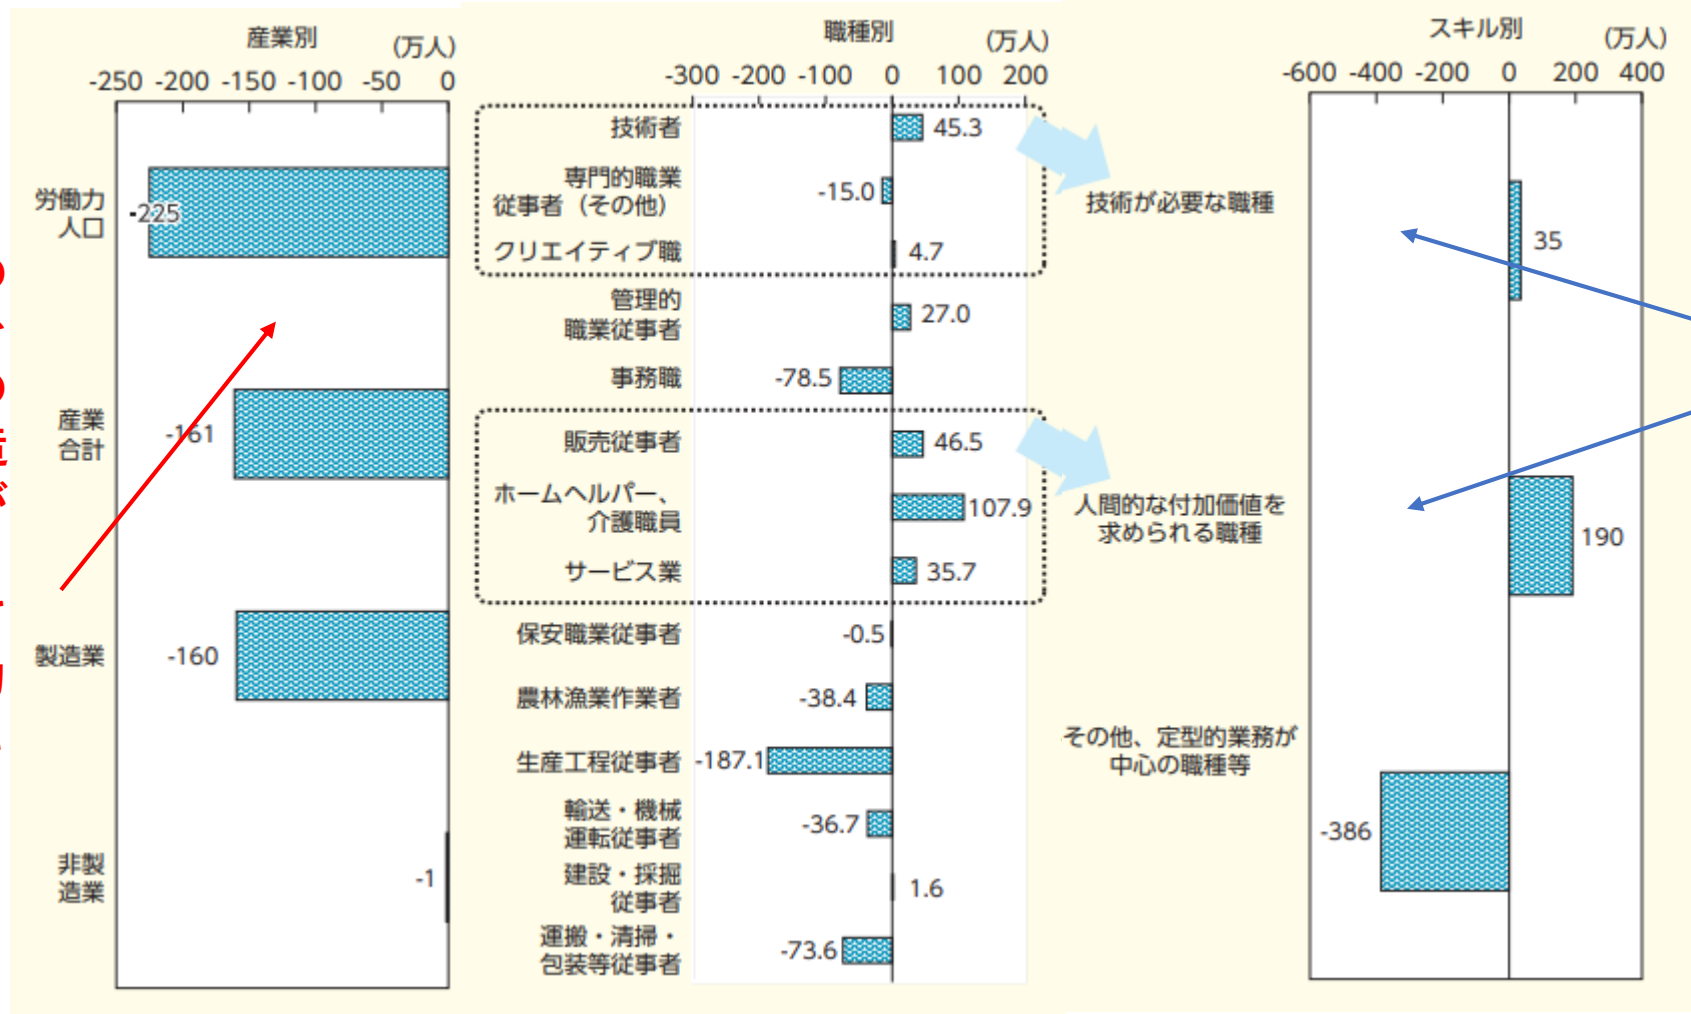 産業別
(万人)
-250 -200 -150 -100 -50 0
労働力
人口
-225
産業
合計
-161
製造業
-160
非製
造業
-1
職種別
(万人)
-300 -200 -100 0 100 200
技術者
45.3
専門的職業
従事者（その他）
-15.0
クリエイティブ職
4.7
管理的
職業従事者
27.0
事務職
-78.5
販売従事者
46.5
ホームヘルパー、
介護職員
107.9
サービス業
35.7
保安職業従事者
-0.5
農林漁業作業者
-38.4
生産工程従事者
-187.1
輸送・機械
運転従事者
-36.7
建設・採掘
従事者
1.6
運搬・清掃・
包装等従事者
-73.6
スキル別
(万人)
-600 -400 -200 0 200 400
技術が必要な職種
35
人間的な付加価値を
求められる職種
190
その他、定型的業務が
中心の職種等
-386